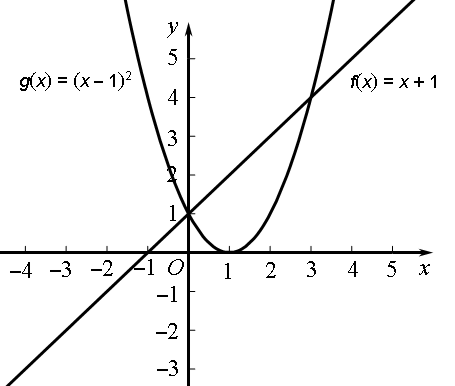 y
5
g(x) = (x – 1)²
f(x) = x + 1
4
3
2
1
–4 –3 –2 –1 O 1 2 3 4 5 x
–1
–2
–3